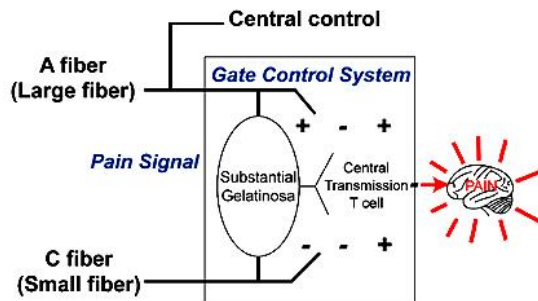 Central control
A fiber
(Large fiber)
Gate Control System
+ - +
Pain Signal
Substantial
Gelatinosa
Central
Transmission
T cell
PAIN
- - +
C fiber
(Small fiber)